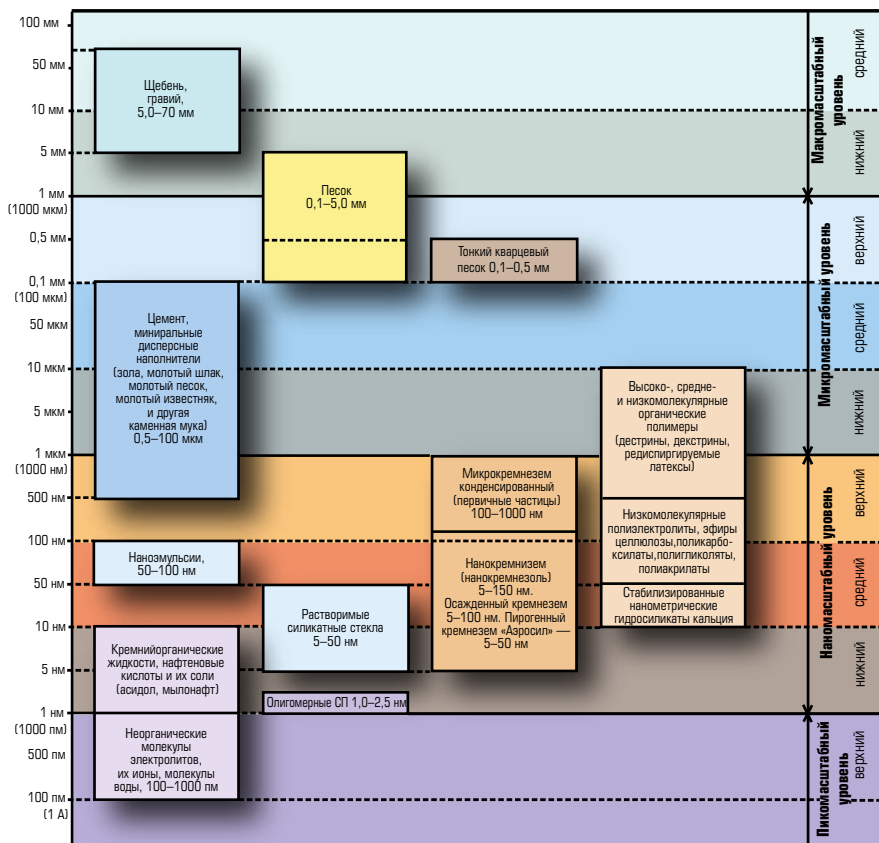 100 мм
50 мм
10 мм
5 мм
1 мм
(1000 мкм)
0,5 мм
0,1 мм
(100 мкм)
50 мкм
10 мкм
5 мкм
1 мкм
(1000 нм)
500 нм
100 нм
50 нм
10 нм
5 нм
1 нм
(1000 пм)
500 пм
100 пм
(1 А)
Щебень,
гравий,
5,0–70 мм
Цемент,
миниральные
дисперсные
наполнители
(зола, молотый шлак,
молотый песок,
молотый известняк,
и другая
каменная мука)
0,5–100 мкм
Наноэмульсии,
50–100 нм
Кремнийорганические
жидкости, нафтеновые
кислоты и их соли
(асидол, мылонафт)
Неорганические
молекулы
электролитов,
их ионы, молекулы
воды, 100–1000 пм
Песок
0,1–5,0 мм
Растворимые
силикатные стекла
5–50 нм
Олигомерные СП 1,0–2,5 нм
Тонкий кварцевый
песок 0,1–0,5 мм
Микрокремнезем
конденсированный
(первичные частицы)
100–1000 нм
Нанокремнизем
(нанокремнезоль)
5–150 нм.
Осажденный кремнезем
5–100 нм. Пирогенный
кремнезем «Аэросил» —
5–50 нм
Высоко-, средне-
и низкомолекулярные
органические
полимеры
(дестрины, декстрины,
редиспиргируемые
латексы)
Низкомолекулярные
полиэлектролиты, эфиры
целлюлозы,поликарбо-
ксилаты,полигликоляты,
полиакрилаты
Стабилизированные
нанометрические
гидросиликаты кальция
Макромасштабный
уровень
средний
нижний
Микромасштабный уровень
верхний
средний
нижний
Наномасштабный уровень
верхний
средний
нижний
Пикомасштабный
уровень
верхний